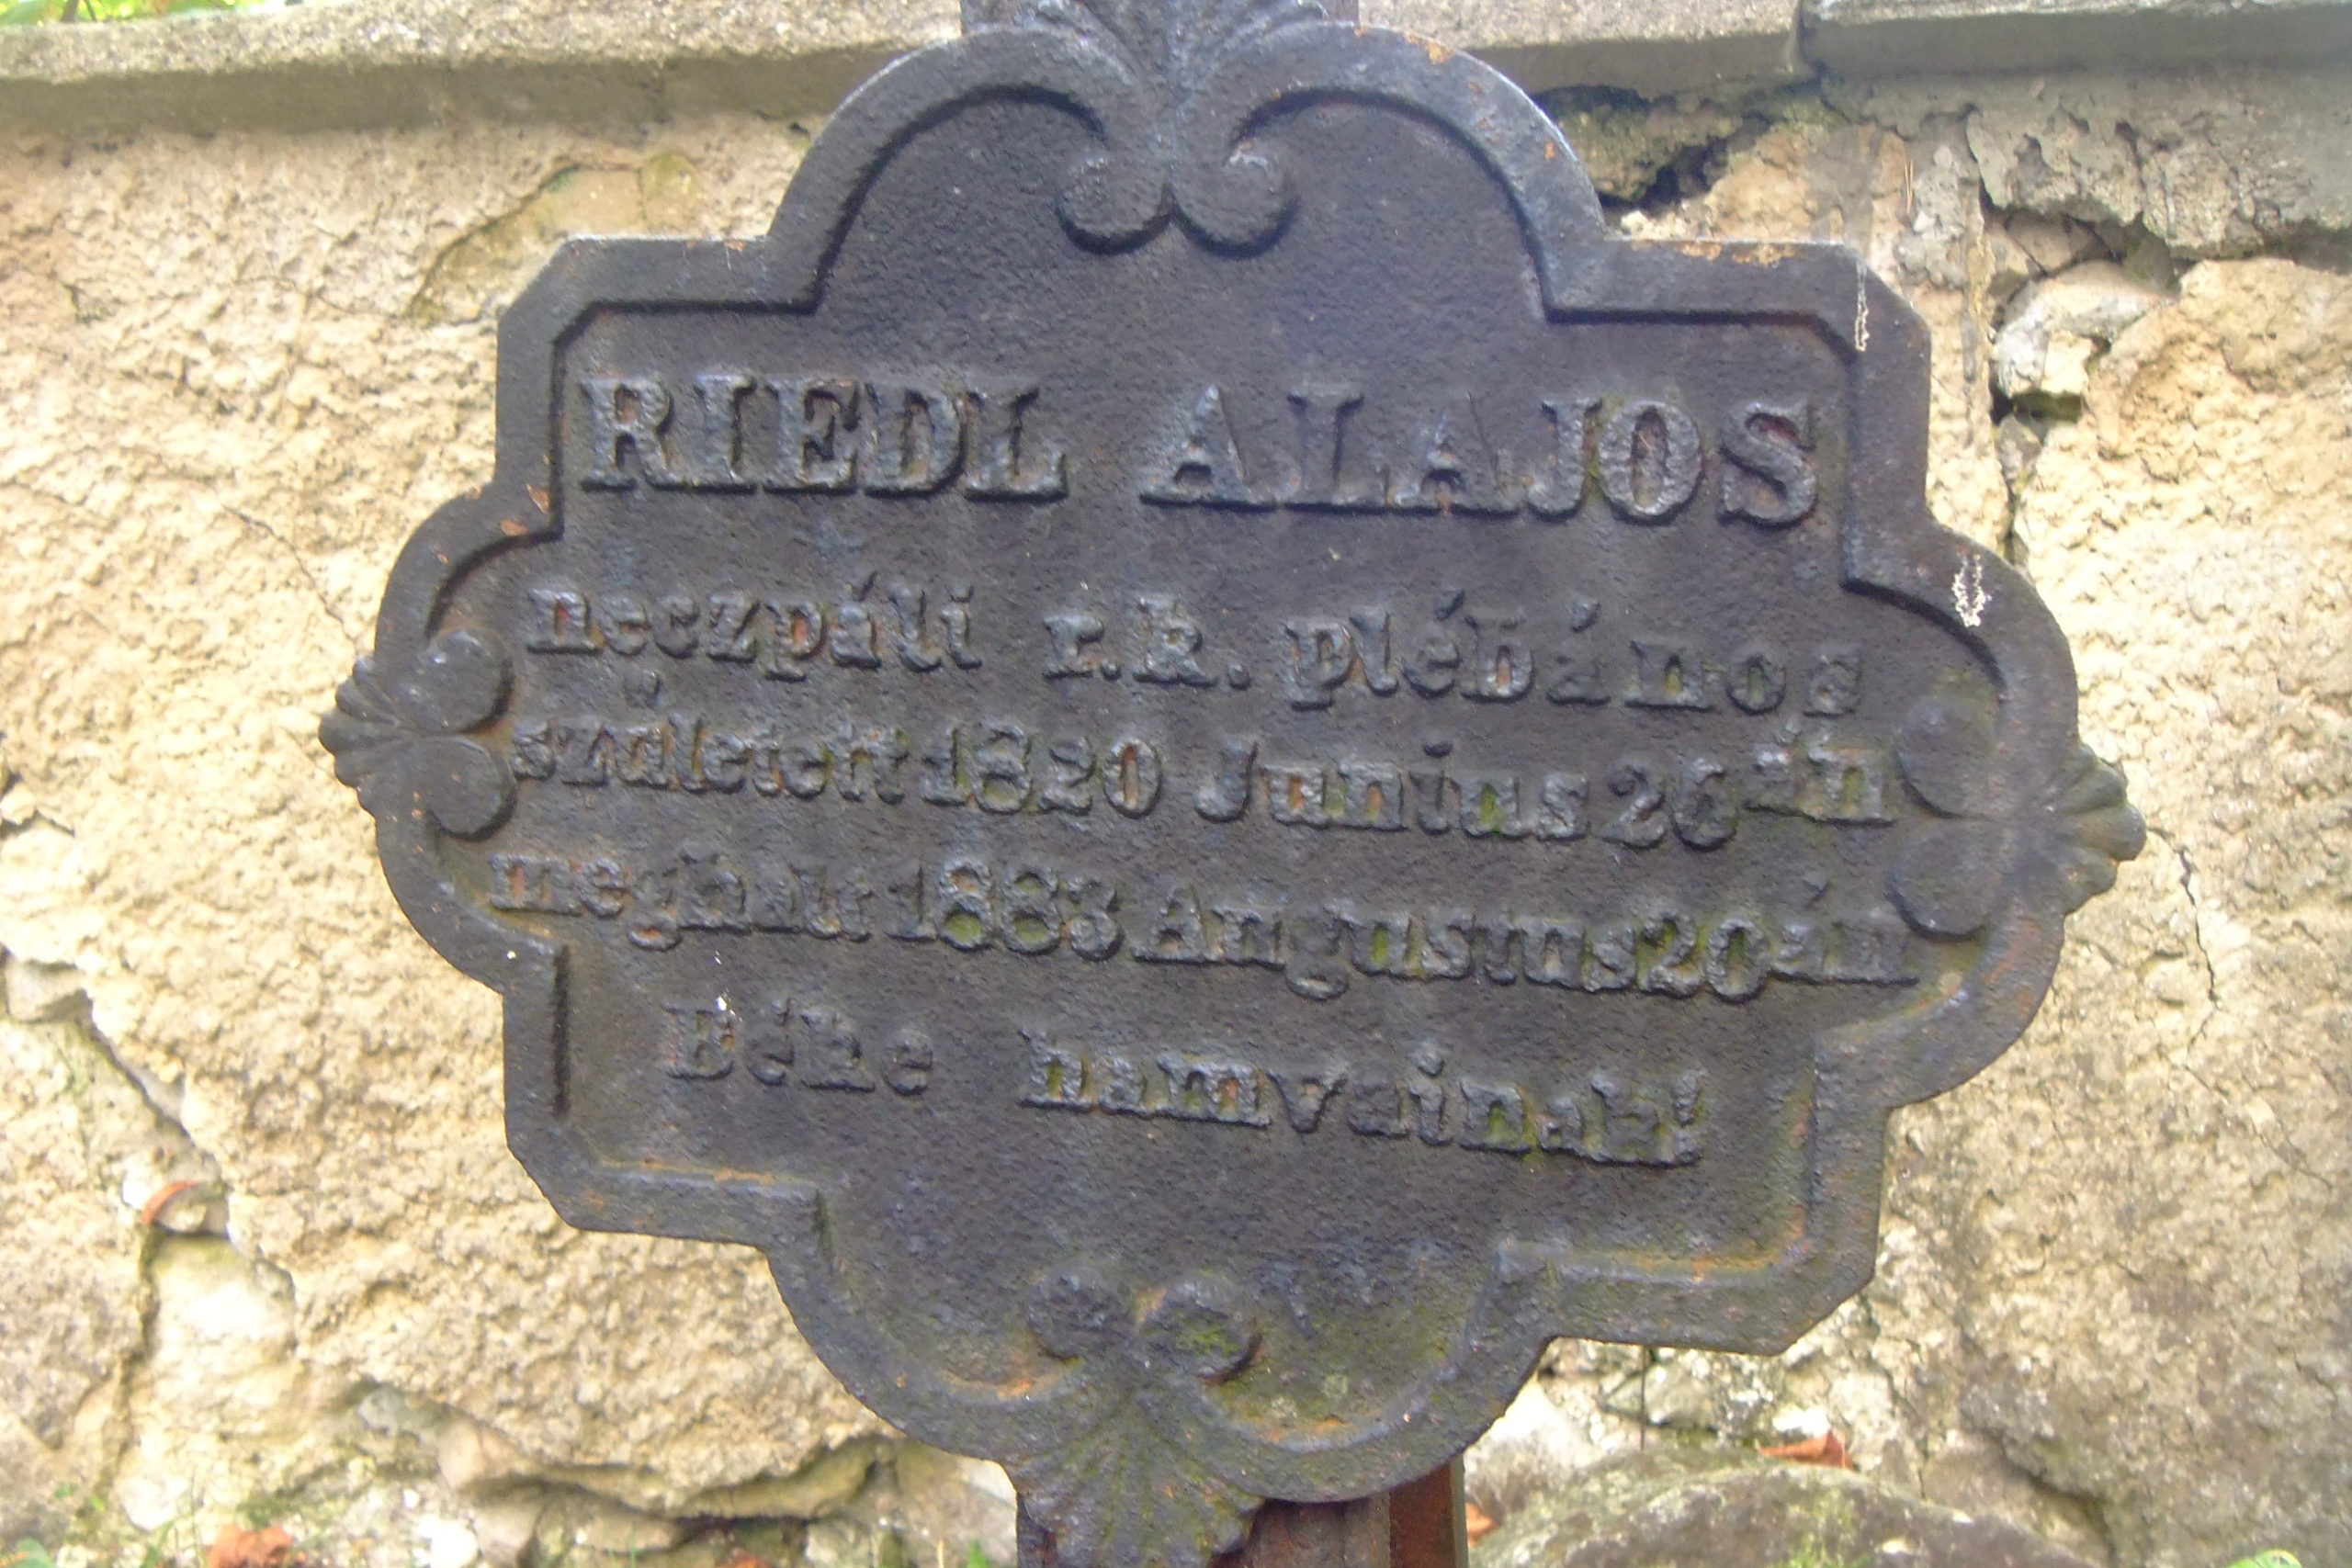 RIEDL ALAJOS
neczpáli r.k. plébános
született 1820 Junius 26án
meghalt 1883 Augustus 20án
Béke hamvainak!